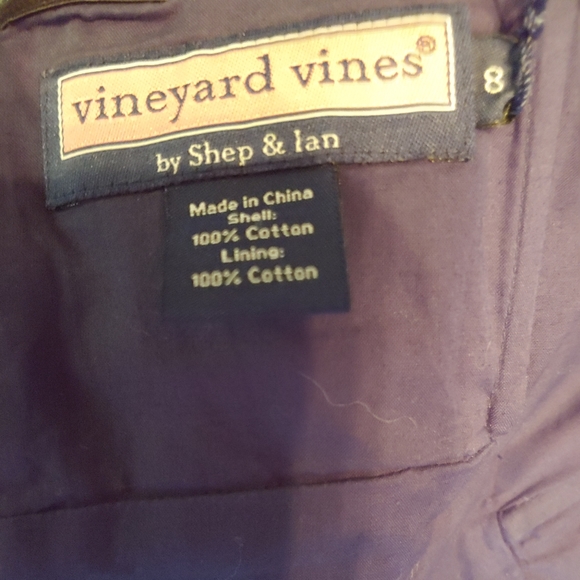 vineyard vines®
8
by Shep & Ian
Made in China
Shell:
100% Cotton
Lining:
100% Cotton